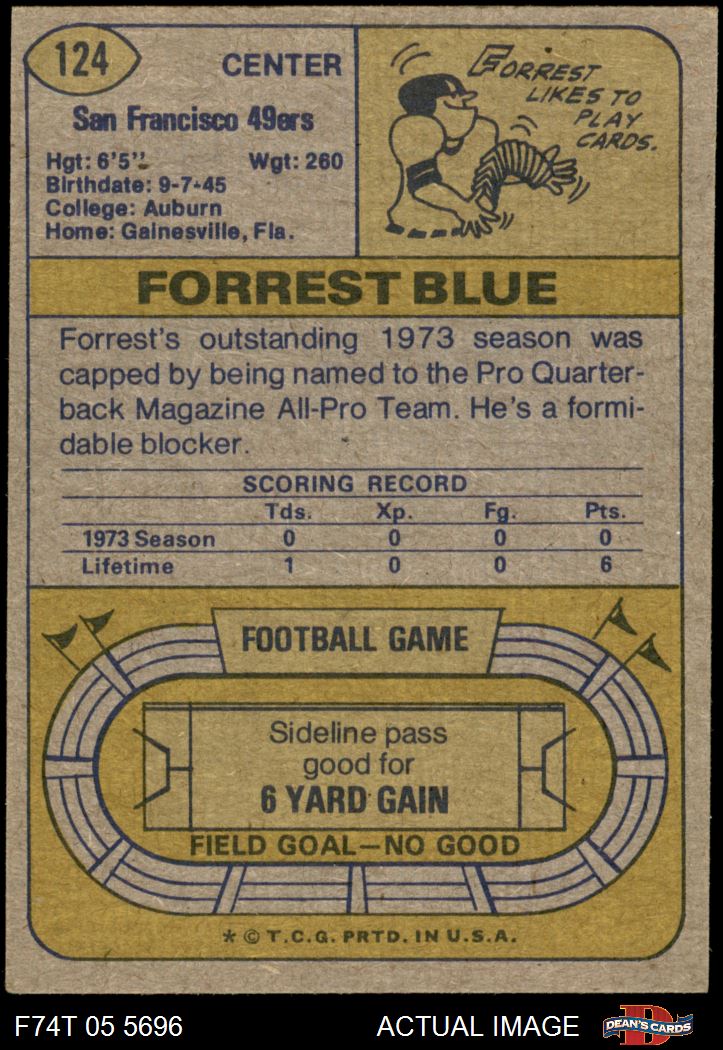 124
CENTER
San Francisco 49ers
Hgt: 6'5" Wgt: 260
Birthdate: 9-7-45
College: Auburn
Home: Gainesville, Fla.
FORREST
LIKES TO
PLAY
CARDS.
FORREST BLUE
Forrest's outstanding 1973 season was
capped by being named to the Pro Quarter-
back Magazine All-Pro Team. He's a formi-
dable blocker.
SCORING RECORD
Tds. Xp. Fg. Pts.
1973 Season 0 0 0 0
Lifetime 1 0 0 6
FOOTBALL GAME
Sideline pass
good for
6 YARD GAIN
FIELD GOAL—NO GOOD
* © T.C.G. PRTD. IN U.S.A.
F74T 05 5696 ACTUAL IMAGE
D
DEAN'S CARDS